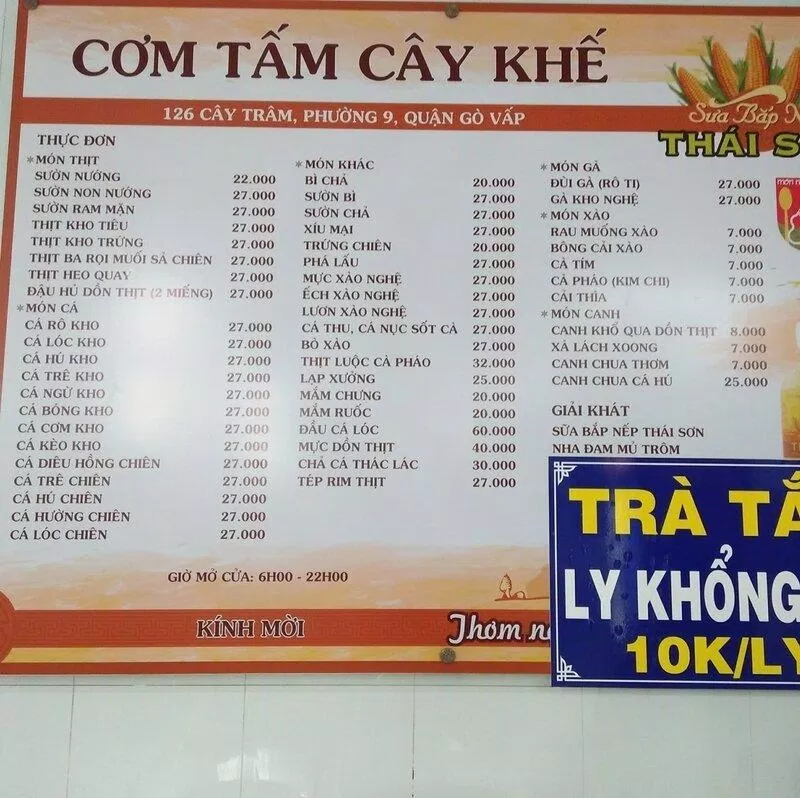 CƠM TẤM CÂY KHẾ
126 CÂY TRÂM, PHƯỜNG 9, QUẬN GÒ VẤP
Sữa Bắp
THÁI
THỰC ĐƠN
*MÓN THỊT
SƯỜN NƯỚNG 22.000
SƯỜN NON NƯỚNG 27.000
SƯỜN RAM MẶN 27.000
THỊT KHO TIÊU 27.000
THỊT KHO TRỨNG 27.000
THỊT BA RỌI MUỐI SẢ CHIÊN 27.000
THỊT HEO QUAY 27.000
ĐẬU HỦ DỒN THỊT (2 MIẾNG) 27.000
*MÓN CÁ
CÁ RÔ KHO 27.000
CÁ LÓC KHO 27.000
CÁ HÚ KHO 27.000
CÁ TRÊ KHO 27.000
CÁ NGỪ KHO 27.000
CÁ BỐNG KHO 27.000
CÁ CƠM KHO 27.000
CÁ KÈO KHO 27.000
CÁ DIÊU HỒNG CHIÊN 27.000
CÁ TRÊ CHIÊN 27.000
CÁ HÚ CHIÊN 27.000
CÁ HƯỜNG CHIÊN 27.000
CÁ LÓC CHIÊN 27.000
*MÓN KHÁC
BÌ CHẢ 20.000
SƯỜN BÌ 27.000
SƯỜN CHẢ 27.000
XÍU MẠI 27.000
TRỨNG CHIÊN 20.000
PHÁ LẤU 27.000
MỰC XÀO NGHỆ 27.000
ẾCH XÀO NGHỆ 27.000
LƯƠN XÀO NGHỆ 27.000
CÁ THU, CÁ NỤC SỐT CÀ 27.000
BÒ XÀO 27.000
THỊT LUỘC CÀ PHÁO 32.000
LẠP XƯỞNG 25.000
MẮM CHƯNG 20.000
MẮM RUỐC 20.000
ĐẦU CÁ LÓC 60.000
MỰC DỒN THỊT 40.000
CHẢ CÁ THÁC LÁC 30.000
TÉP RIM THỊT 27.000
*MÓN GÀ
ĐÙI GÀ (RÔ TI) 27.000
GÀ KHO NGHỆ 27.000
*MÓN XÀO
RAU MUỐNG XÀO 7.000
BÔNG CẢI XÀO 7.000
CÀ TÍM 7.000
CÀ PHÁO (KIM CHI) 7.000
CẢI THÌA 7.000
*MÓN CANH
CANH KHỔ QUA DỒN THỊT 8.000
XÀ LÁCH XOONG 7.000
CANH CHUA THƠM 7.000
CANH CHUA CÁ HÚ 25.000
GIẢI KHÁT
SỮA BẮP NẾP THÁI SƠN
NHA ĐAM MỦ TRÔM
GIỜ MỞ CỬA: 6H00 - 22H00
KÍNH MỜI
Thơm
TRÀ TẮ
LY KHỔNG
10K/LY